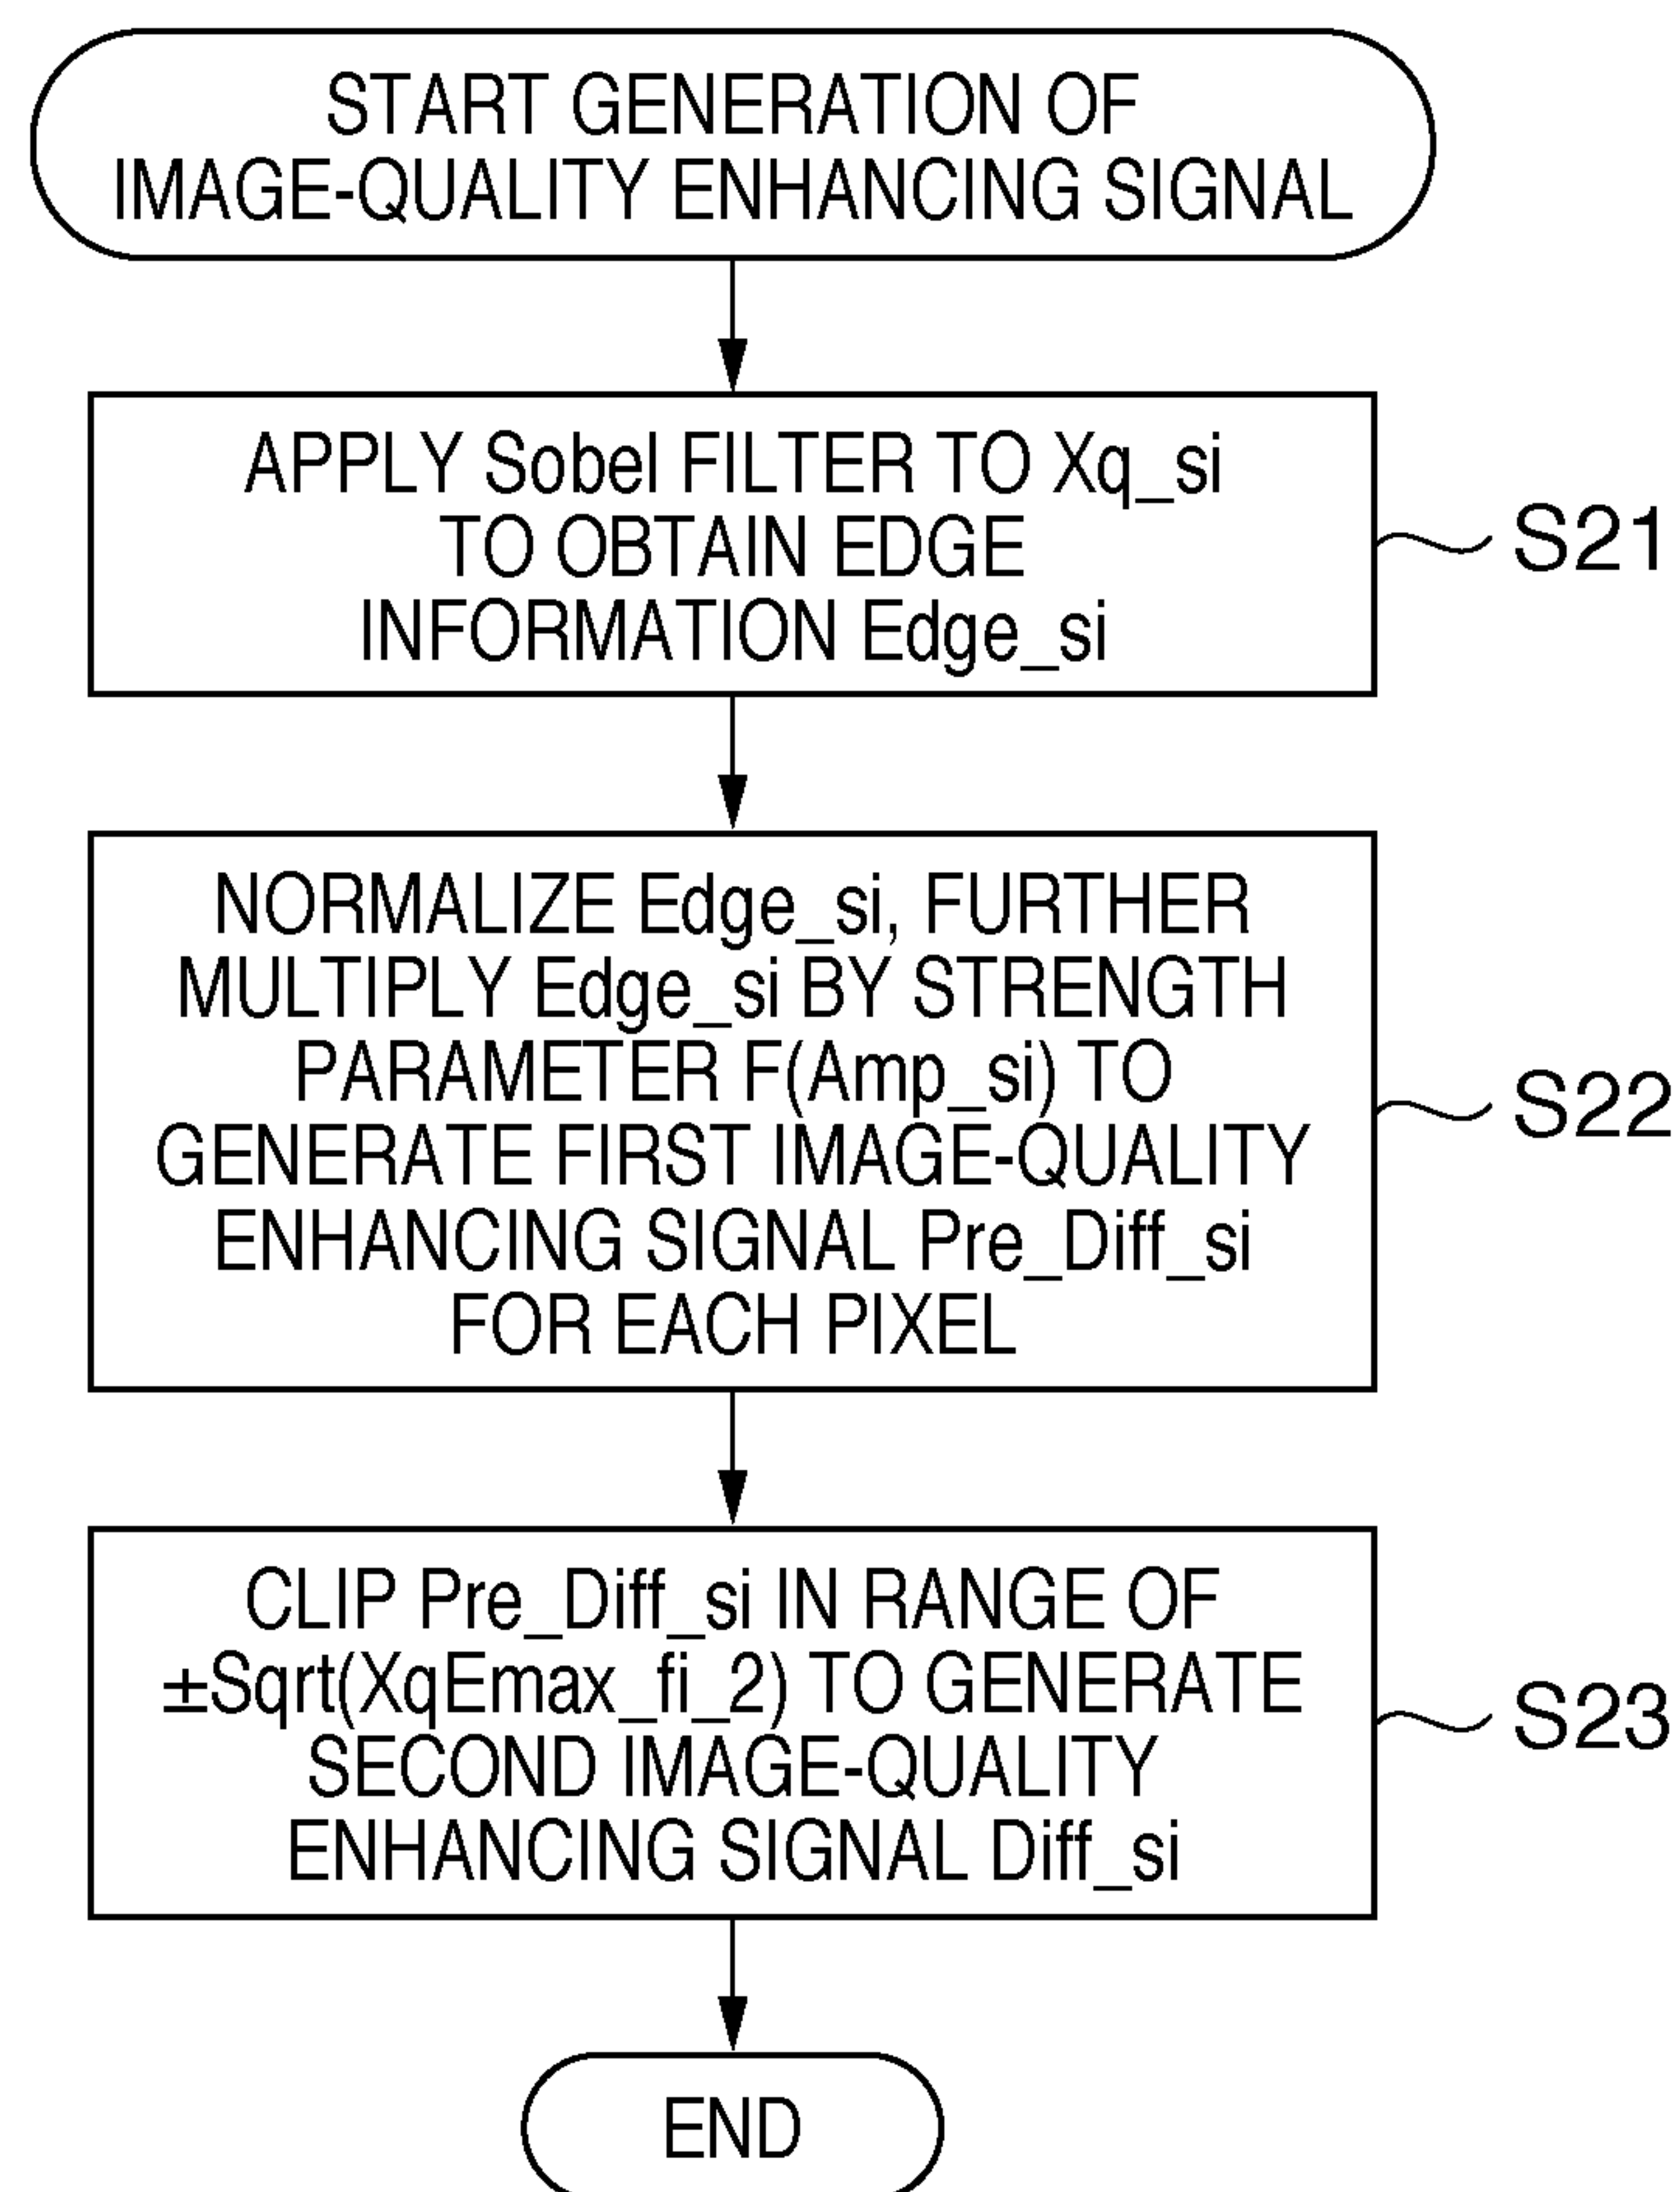 START GENERATION OF
IMAGE-QUALITY ENHANCING SIGNAL
APPLY Sobel FILTER TO Xq_si
TO OBTAIN EDGE
INFORMATION Edge_si
S21
NORMALIZE Edge_si, FURTHER
MULTIPLY Edge_si BY STRENGTH
PARAMETER F(Amp_si) TO
GENERATE FIRST IMAGE-QUALITY
ENHANCING SIGNAL Pre_Diff_si
FOR EACH PIXEL
S22
CLIP Pre_Diff_si IN RANGE OF
±Sqrt(XqEmax_fi_2) TO GENERATE
SECOND IMAGE-QUALITY
ENHANCING SIGNAL Diff_si
S23
END